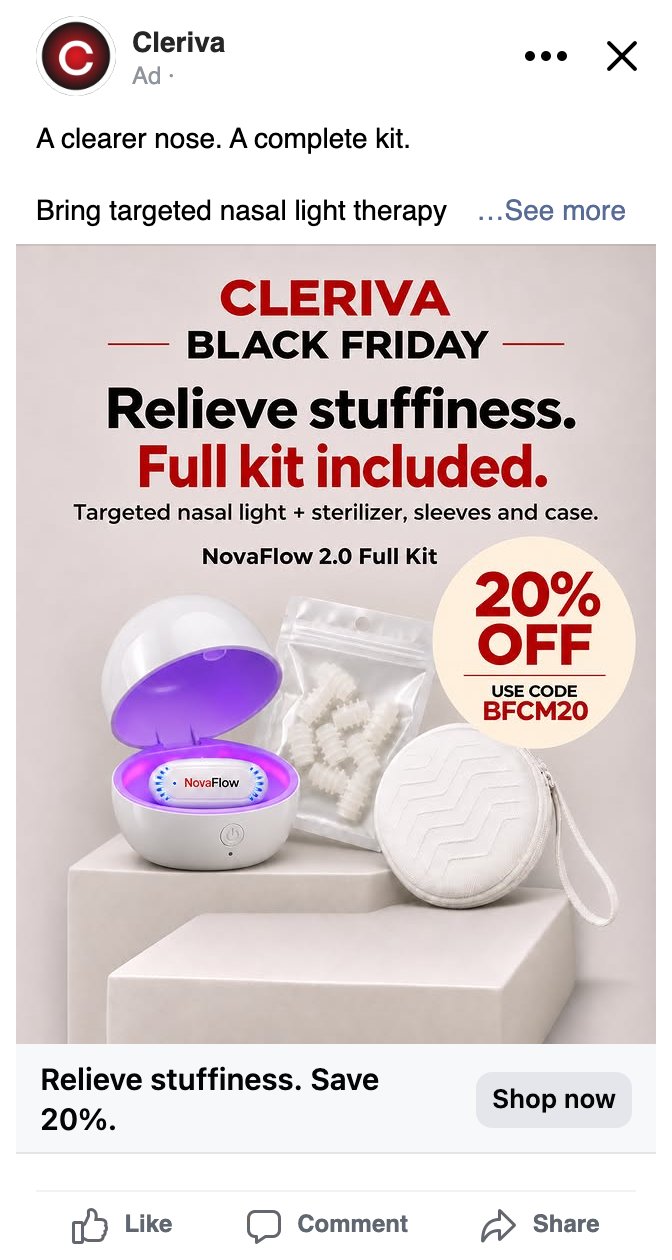 C
Cleriva
Ad ·
A clearer nose. A complete kit.
Bring targeted nasal light therapy ...See more
CLERIVA
BLACK FRIDAY
Relieve stuffiness.
Full kit included.
Targeted nasal light + sterilizer, sleeves and case.
NovaFlow 2.0 Full Kit
20%
OFF
USE CODE
BFCM20
NovaFlow
Relieve stuffiness. Save
20%.
Shop now
Like
Comment
Share